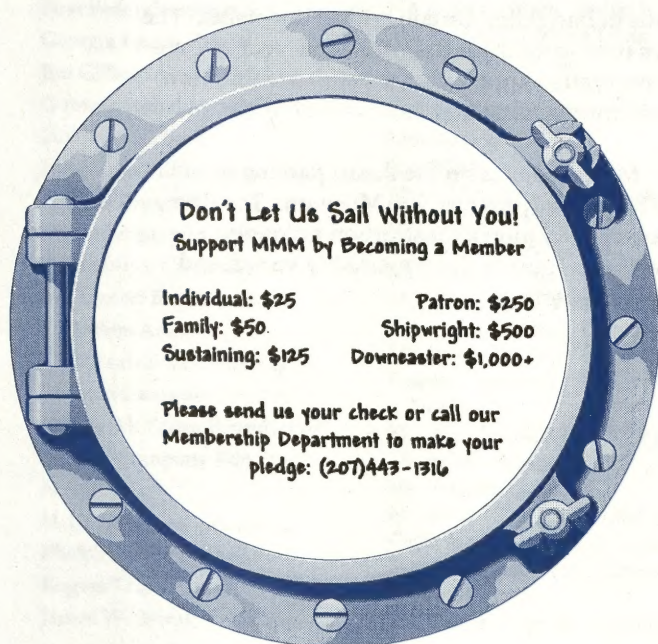 Don't Let Us Sail Without You!
Support MMM by Becoming a Member
Individual: $25
Family: $50
Sustaining: $125
Patron: $250
Shipwright: $500
Downeaster: $1,000+
Please send us your check or call our
Membership Department to make your
pledge: (207)443-1316